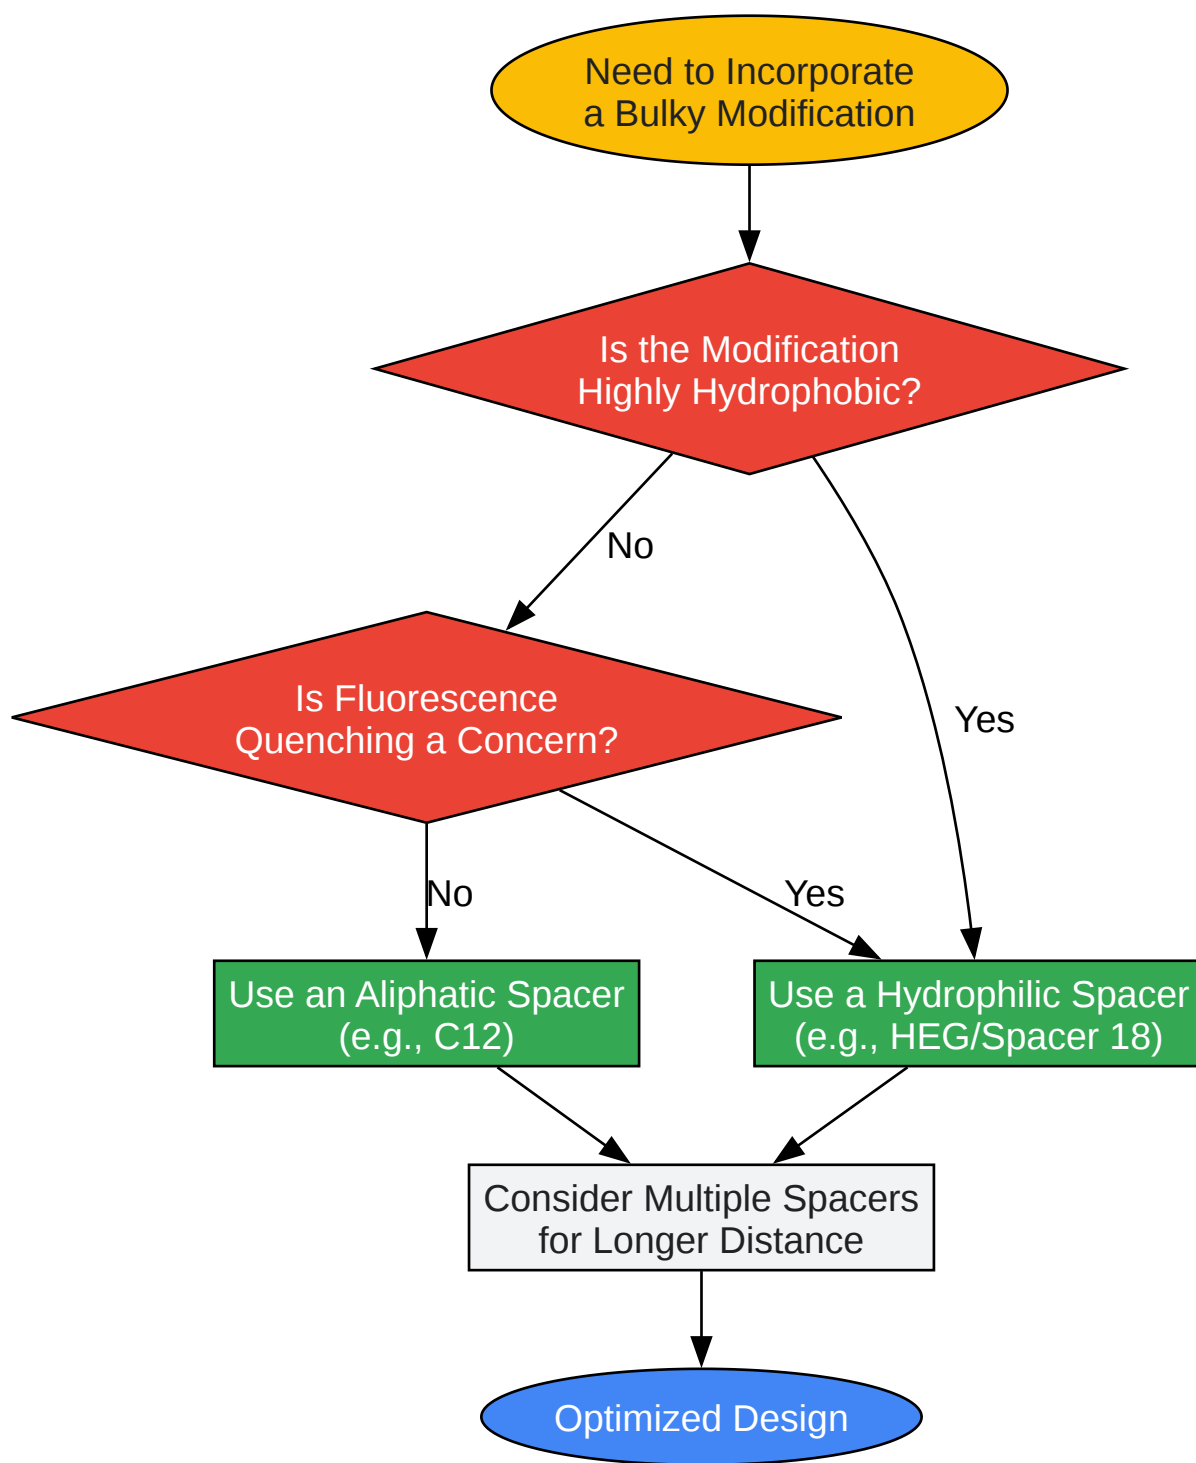 Need to Incorporate
a Bulky Modification
Is the Modification
Highly Hydrophobic?
No
Yes
Is Fluorescence
Quenching a Concern?
No
Yes
Use an Aliphatic Spacer
(e.g., C12)
Use a Hydrophilic Spacer
(e.g., HEG/Spacer 18)
Consider Multiple Spacers
for Longer Distance
Optimized Design